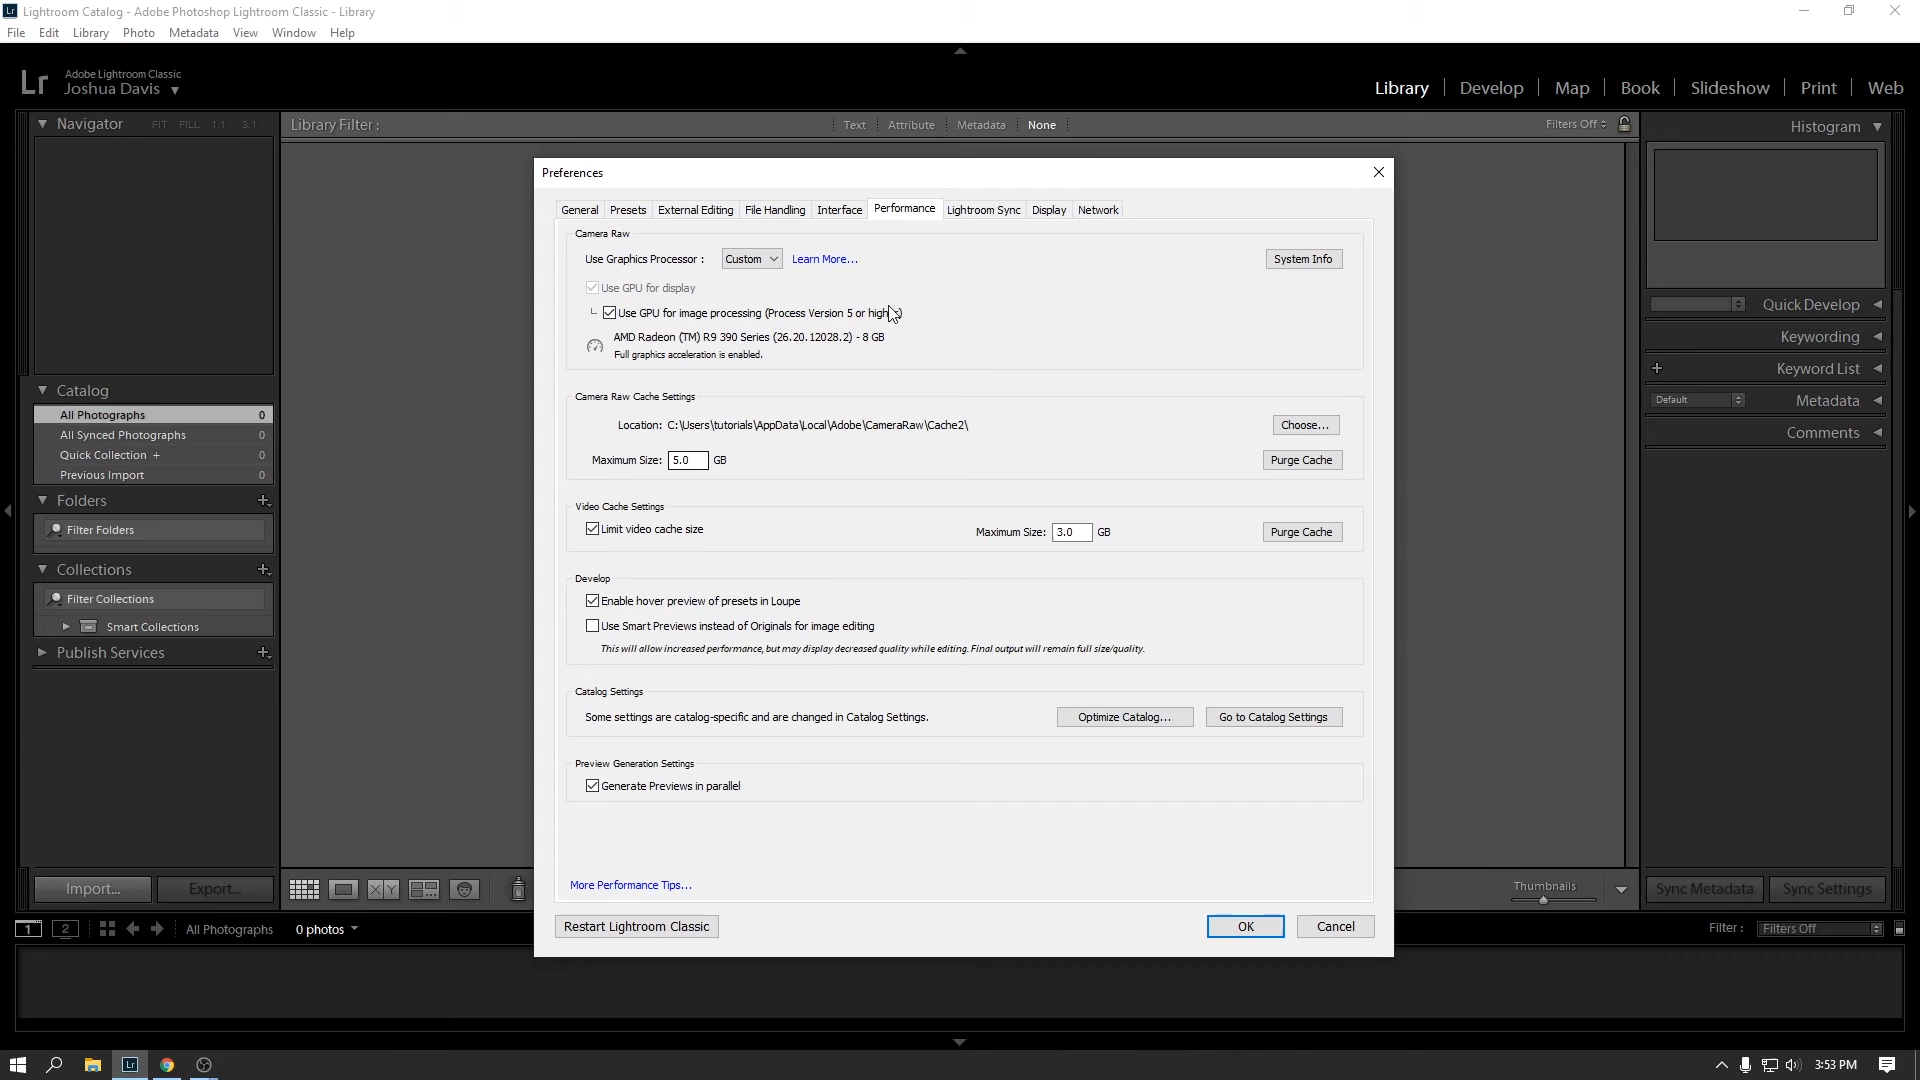 Lr Lightroom Catalog - Adobe Photoshop Lightroom Classic - Library
File Edit Library Photo Metadata View Window Help
Lr Adobe Lightroom Classic
Joshua Davis
Library Develop Map Book Slideshow Print Web
Navigator FIT FILL 1:1 3:1
Library Filter : Text Attribute Metadata None Filters Off
Histogram
Preferences
General Presets External Editing File Handling Interface Performance Lightroom Sync Display Network
Camera Raw
Use Graphics Processor : Custom Learn More... System Info
Use GPU for display
Use GPU for image processing (Process Version 5 or high
AMD Radeon (TM) R9 390 Series (26.20.12028.2) - 8 GB
Full graphics acceleration is enabled.
Camera Raw Cache Settings
Location: C:\Users\tutorials\AppData\Local\Adobe\CameraRaw\Cache2\ Choose...
Maximum Size: 5.0 GB Purge Cache
Video Cache Settings
Limit video cache size Maximum Size: 3.0 GB Purge Cache
Develop
Enable hover preview of presets in Loupe
Use Smart Previews instead of Originals for image editing
This will allow increased performance, but may display decreased quality while editing. Final output will remain full size/quality.
Catalog Settings
Some settings are catalog-specific and are changed in Catalog Settings. Optimize Catalog... Go to Catalog Settings
Preview Generation Settings
Generate Previews in parallel
More Performance Tips...
Restart Lightroom Classic OK Cancel
Catalog
All Photographs 0
All Synced Photographs 0
Quick Collection + 0
Previous Import 0
Folders +
Filter Folders
Collections +
Filter Collections
Smart Collections
Publish Services +
Quick Develop
Keywording
+ Keyword List
Default Metadata
Comments
Import... Export... XY Thumbnails Sync Metadata Sync Settings
1 2 All Photographs 0 photos Filter : Filters Off
Lr 3:53 PM